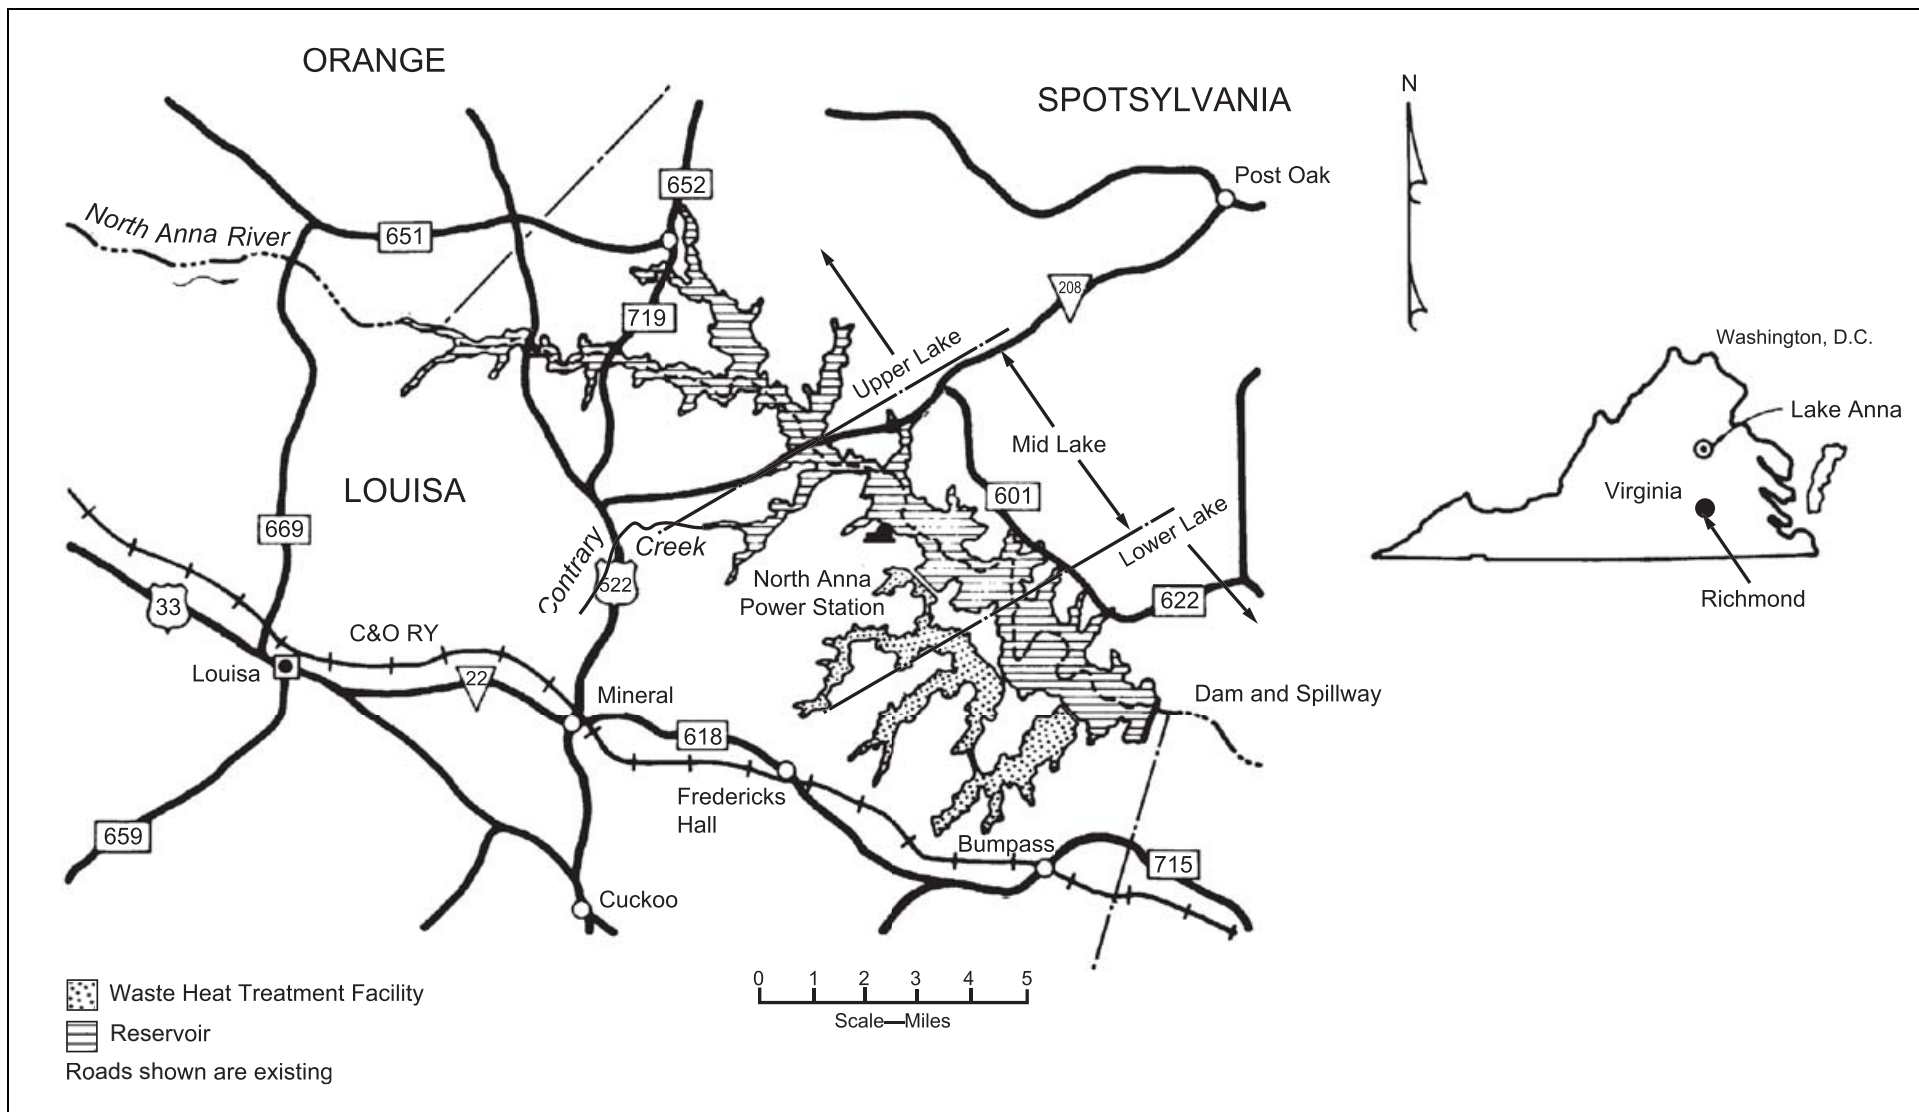 ORANGE
SPOTSYLVANIA
N
Post Oak
652
North Anna River
651
208
719
Upper Lake
Washington, D.C.
Lake Anna
Mid Lake
LOUISA
601
Virginia
669
Lower Lake
Contrary
Creek
522
North Anna
Power Station
33
622
Richmond
C&O RY
Louisa
22
Mineral
Dam and Spillway
618
Fredericks
Hall
659
Bumpass
715
Cuckoo
0 1 2 3 4 5
Scale—Miles
Waste Heat Treatment Facility
Reservoir
Roads shown are existing